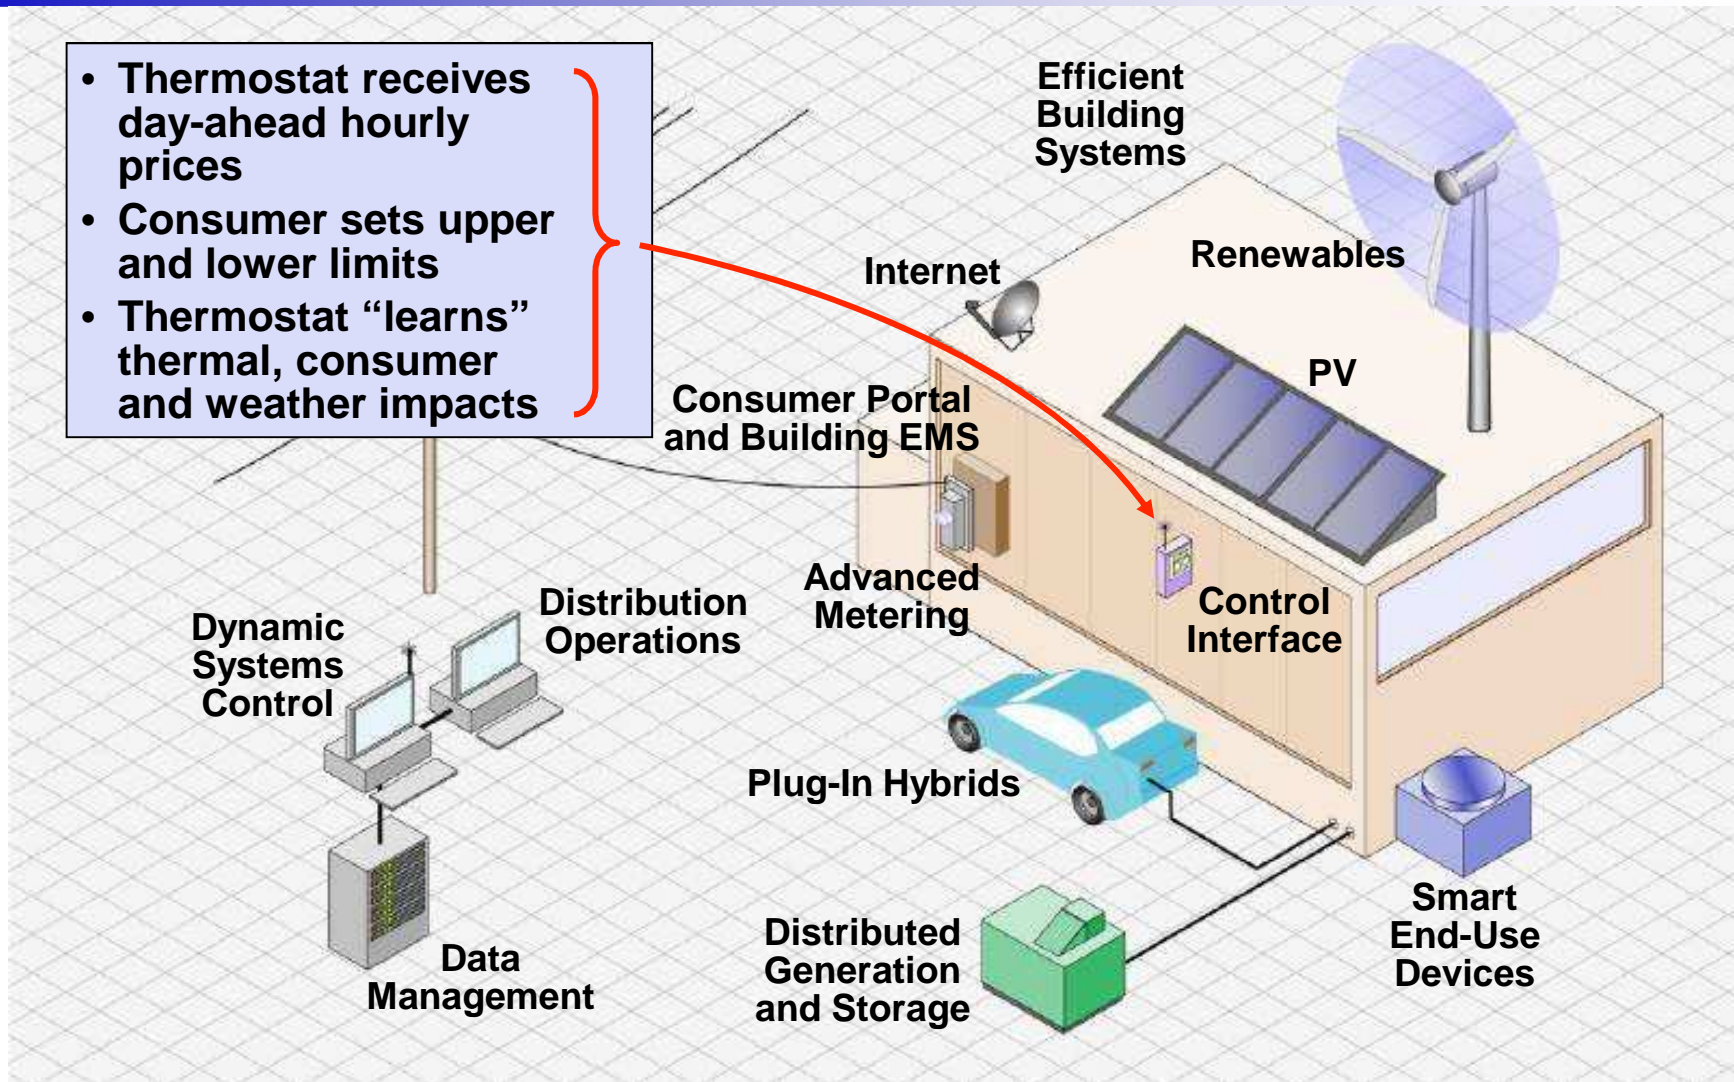 • Thermostat receives
day-ahead hourly
prices
• Consumer sets upper
and lower limits
• Thermostat “learns”
thermal, consumer
and weather impacts
Efficient
Building
Systems
Internet
Renewables
PV
Consumer Portal
and Building EMS
Advanced
Metering
Control
Interface
Distribution
Operations
Dynamic
Systems
Control
Plug-In Hybrids
Data
Management
Distributed
Generation
and Storage
Smart
End-Use
Devices